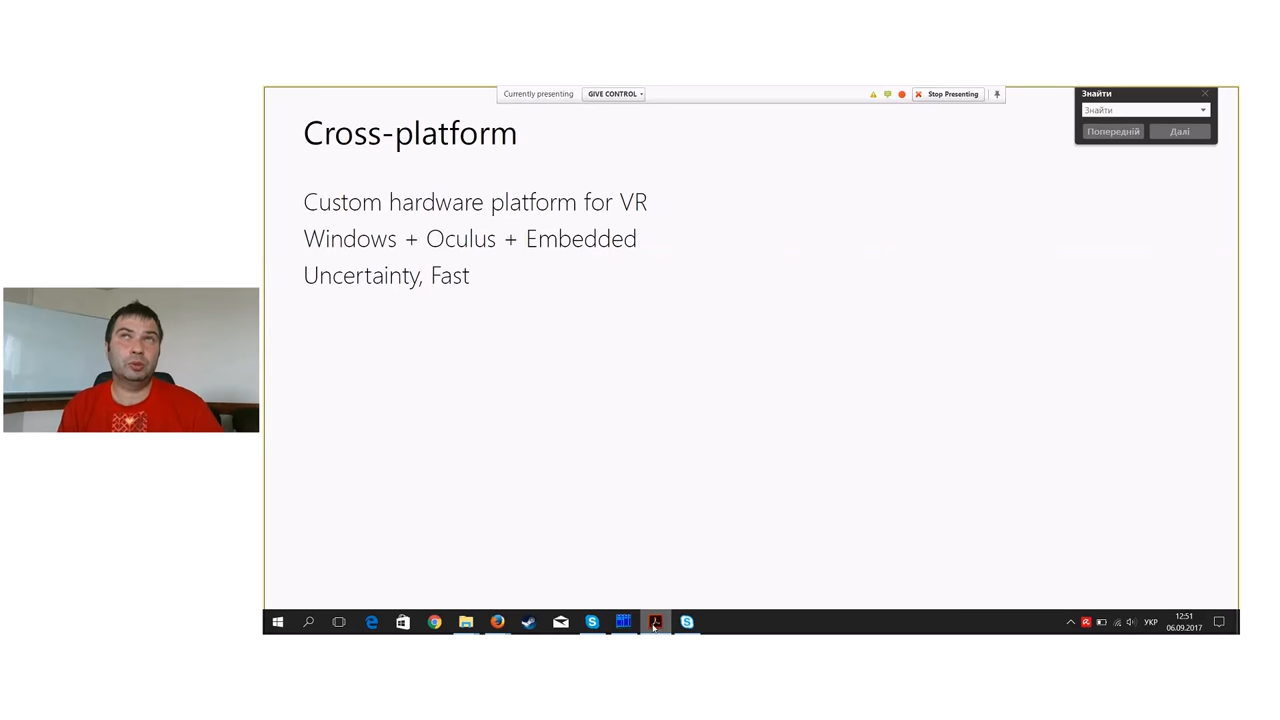 Currently presenting
GIVE CONTROL
Stop Presenting
Знайти
Знайти
Попередній
Далі
Cross-platform
Custom hardware platform for VR
Windows + Oculus + Embedded
Uncertainty, Fast
УКР
12:51
06.09.2017